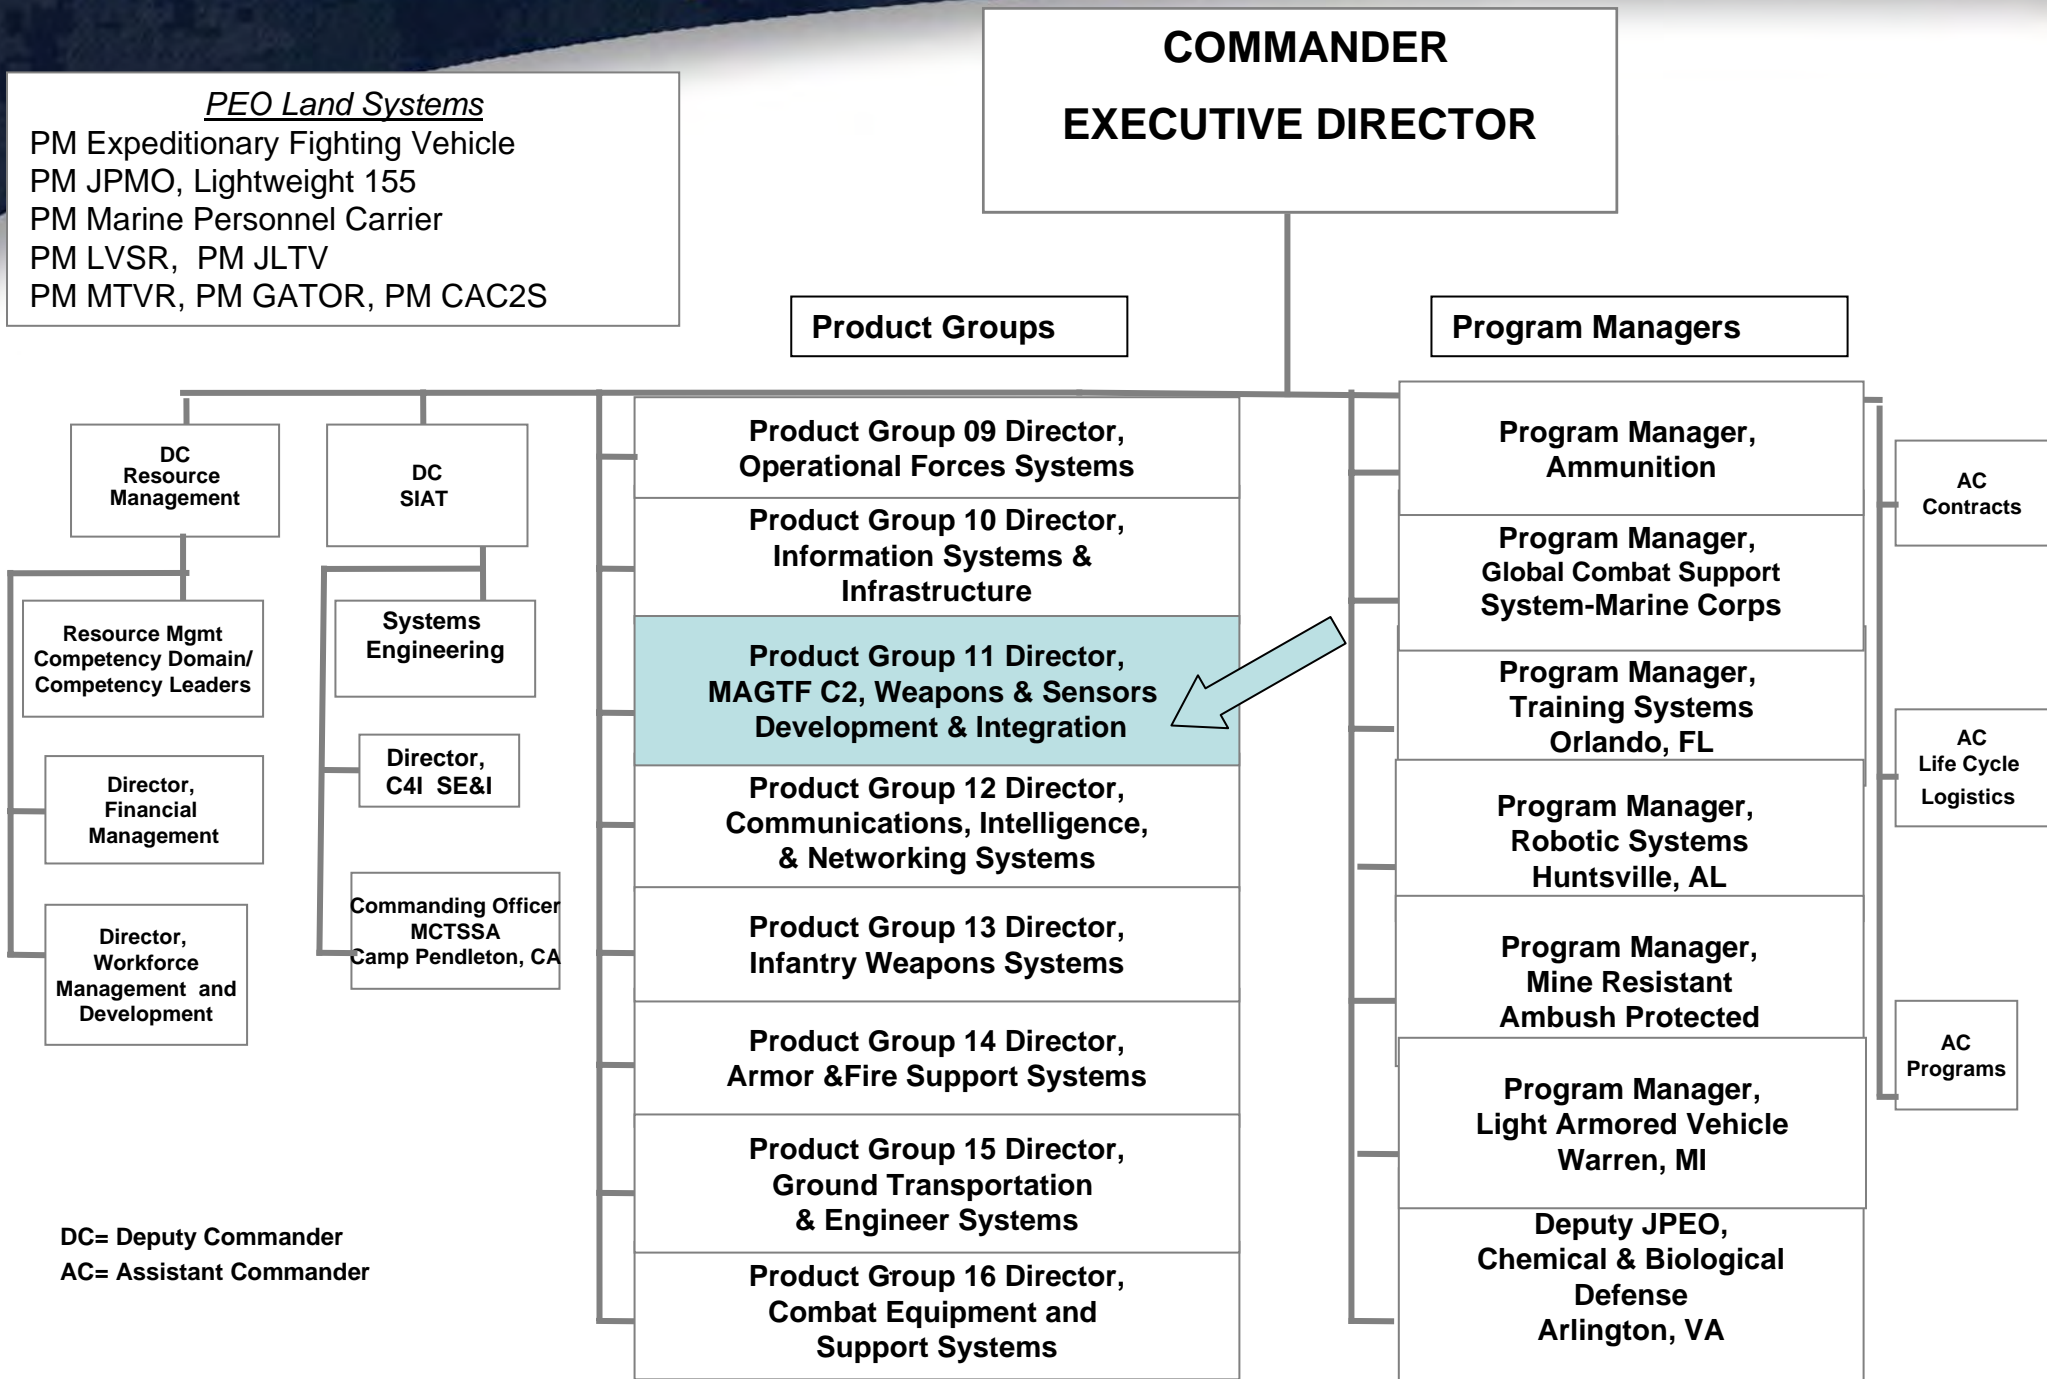 COMMANDER
EXECUTIVE DIRECTOR
PEO Land Systems
PM Expeditionary Fighting Vehicle
PM JPMO, Lightweight 155
PM Marine Personnel Carrier
PM LVSR, PM JLTV
PM MTVR, PM GATOR, PM CAC2S
Product Groups
Program Managers
DC
Resource
Management
Resource Mgmt
Competency Domain/
Competency Leaders
Director,
Financial
Management
Director,
Workforce
Management and
Development
DC
SIAT
Systems
Engineering
Director,
C4I SE&I
Commanding Officer
MCTSSA
Camp Pendleton, CA
Product Group 09 Director,
Operational Forces Systems
Product Group 10 Director,
Information Systems &
Infrastructure
Product Group 11 Director,
MAGTF C2, Weapons & Sensors
Development & Integration
Product Group 12 Director,
Communications, Intelligence,
& Networking Systems
Product Group 13 Director,
Infantry Weapons Systems
Product Group 14 Director,
Armor &Fire Support Systems
Product Group 15 Director,
Ground Transportation
& Engineer Systems
Product Group 16 Director,
Combat Equipment and
Support Systems
Program Manager,
Ammunition
Program Manager,
Global Combat Support
System-Marine Corps
Program Manager,
Training Systems
Orlando, FL
Program Manager,
Robotic Systems
Huntsville, AL
Program Manager,
Mine Resistant
Ambush Protected
Program Manager,
Light Armored Vehicle
Warren, MI
Deputy JPEO,
Chemical & Biological
Defense
Arlington, VA
AC
Contracts
AC
Life Cycle
Logistics
AC
Programs
DC= Deputy Commander
AC= Assistant Commander